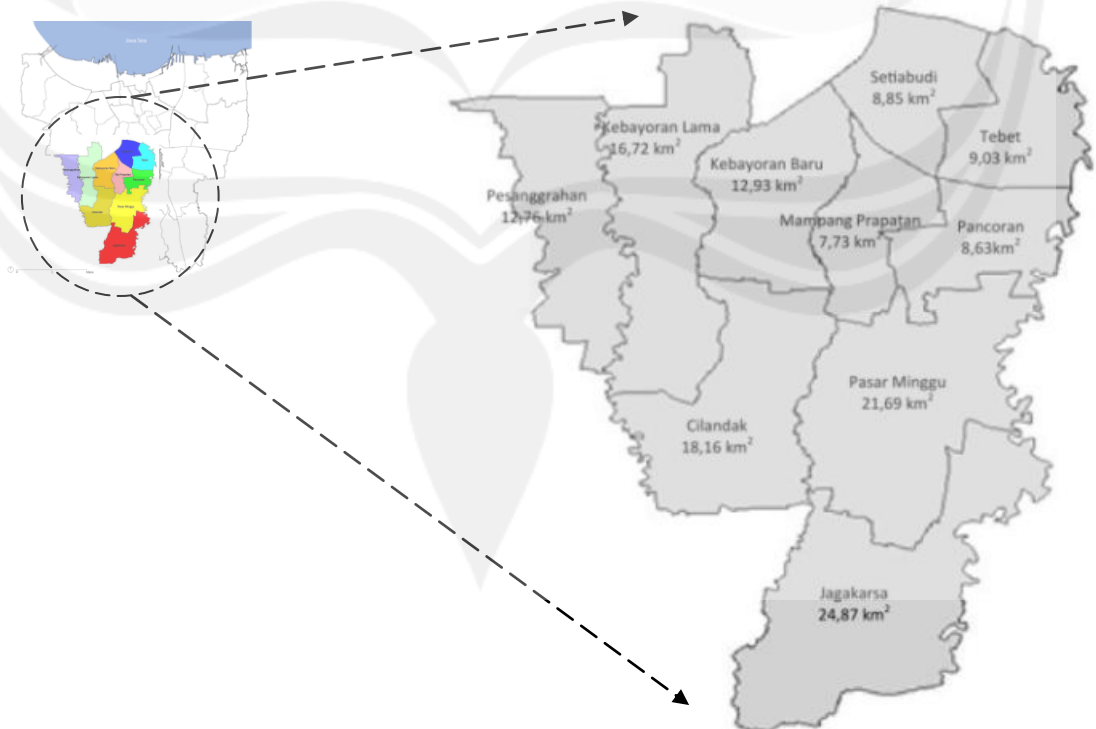 Setiabudi
8,85 km²
Kebayoran Lama
16,72 km²
Tebet
9,03 km²
Kebayoran Baru
12,93 km²
Pesanggrahan
12,76 km²
Mampang Prapatan
7,73 km²
Pancoran
8,63km²
Pasar Minggu
21,69 km²
Cilandak
18,16 km²
Jagakarsa
24,87 km²